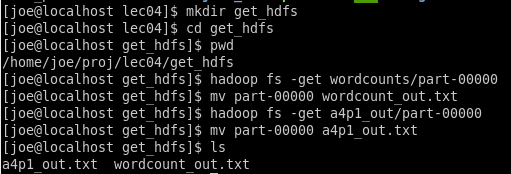 [joe@localhost lec04]$ mkdir get_hdfs
[joe@localhost lec04]$ cd get_hdfs
[joe@localhost get_hdfs]$ pwd
/home/joe/proj/lec04/get_hdfs
[joe@localhost get_hdfs]$ hadoop fs -get wordcounts/part-00000
[joe@localhost get_hdfs]$ mv part-00000 wordcount_out.txt
[joe@localhost get_hdfs]$ hadoop fs -get a4p1_out/part-00000
[joe@localhost get_hdfs]$ mv part-00000 a4p1_out.txt
[joe@localhost get_hdfs]$ ls
a4p1_out.txt  wordcount_out.txt